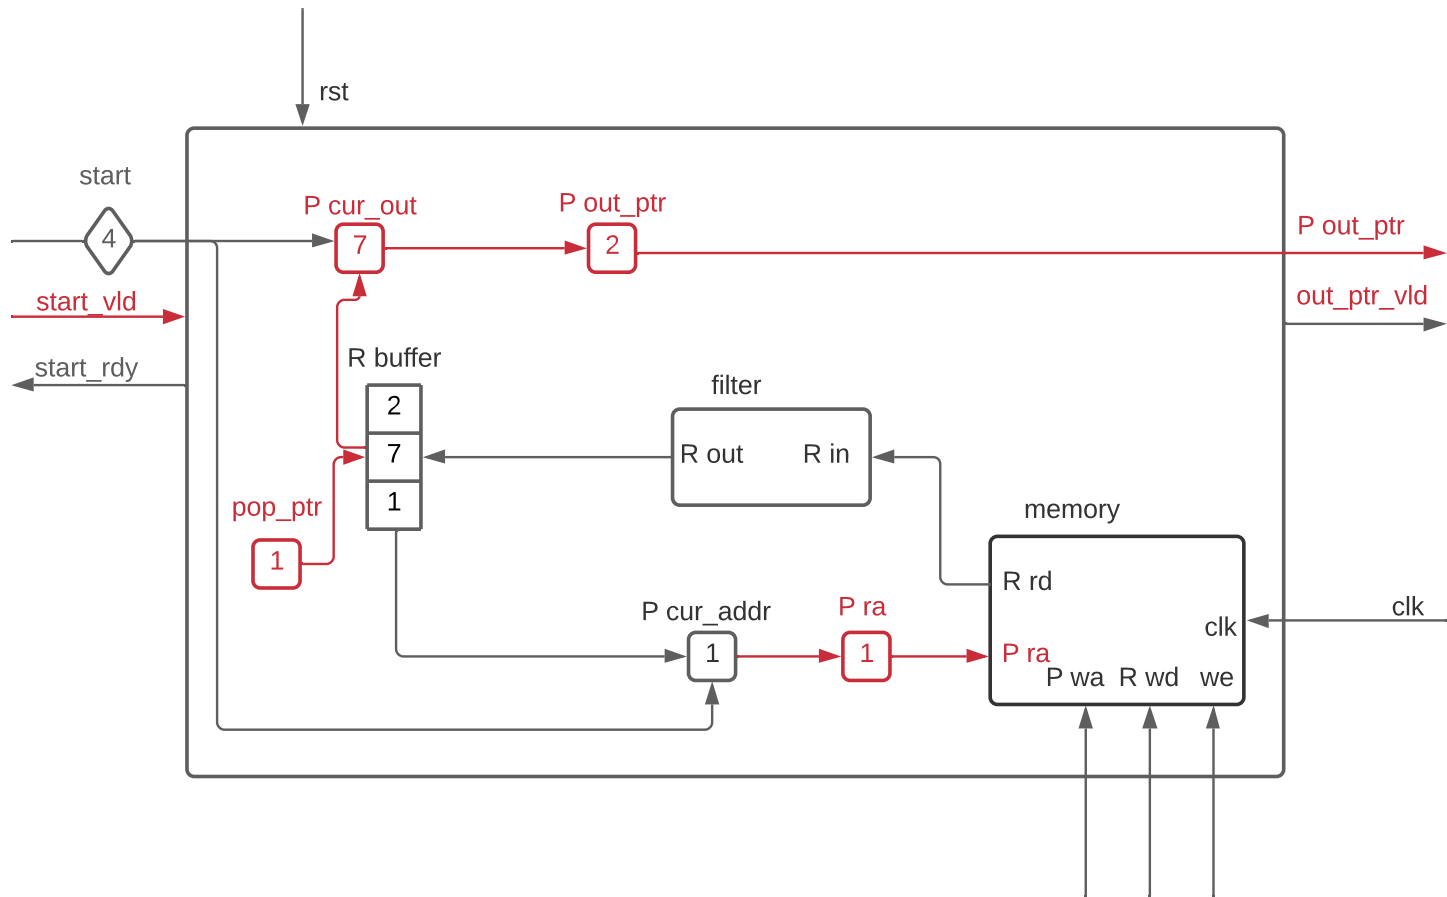 rst
start
4
P cur_out
7
P out_ptr
2
P out_ptr
start_vld
out_ptr_vld
start_rdy
R buffer
2
7
1
filter
R out
R in
pop_ptr
1
memory
R rd
P cur_addr
1
P ra
1
clk
clk
P ra
P wa
R wd
we